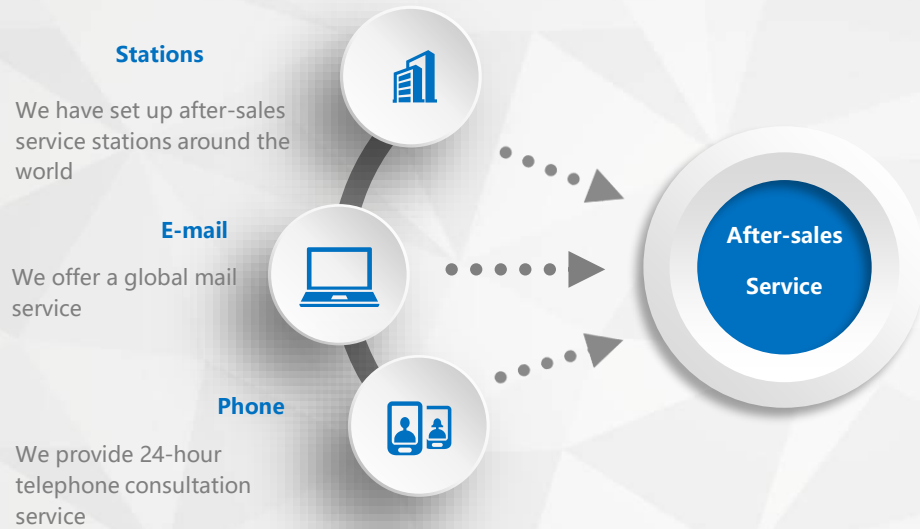 Stations
We have set up after-sales
service stations around the
world
E-mail
We offer a global mail
service
Phone
We provide 24-hour
telephone consultation
service
After-sales
Service